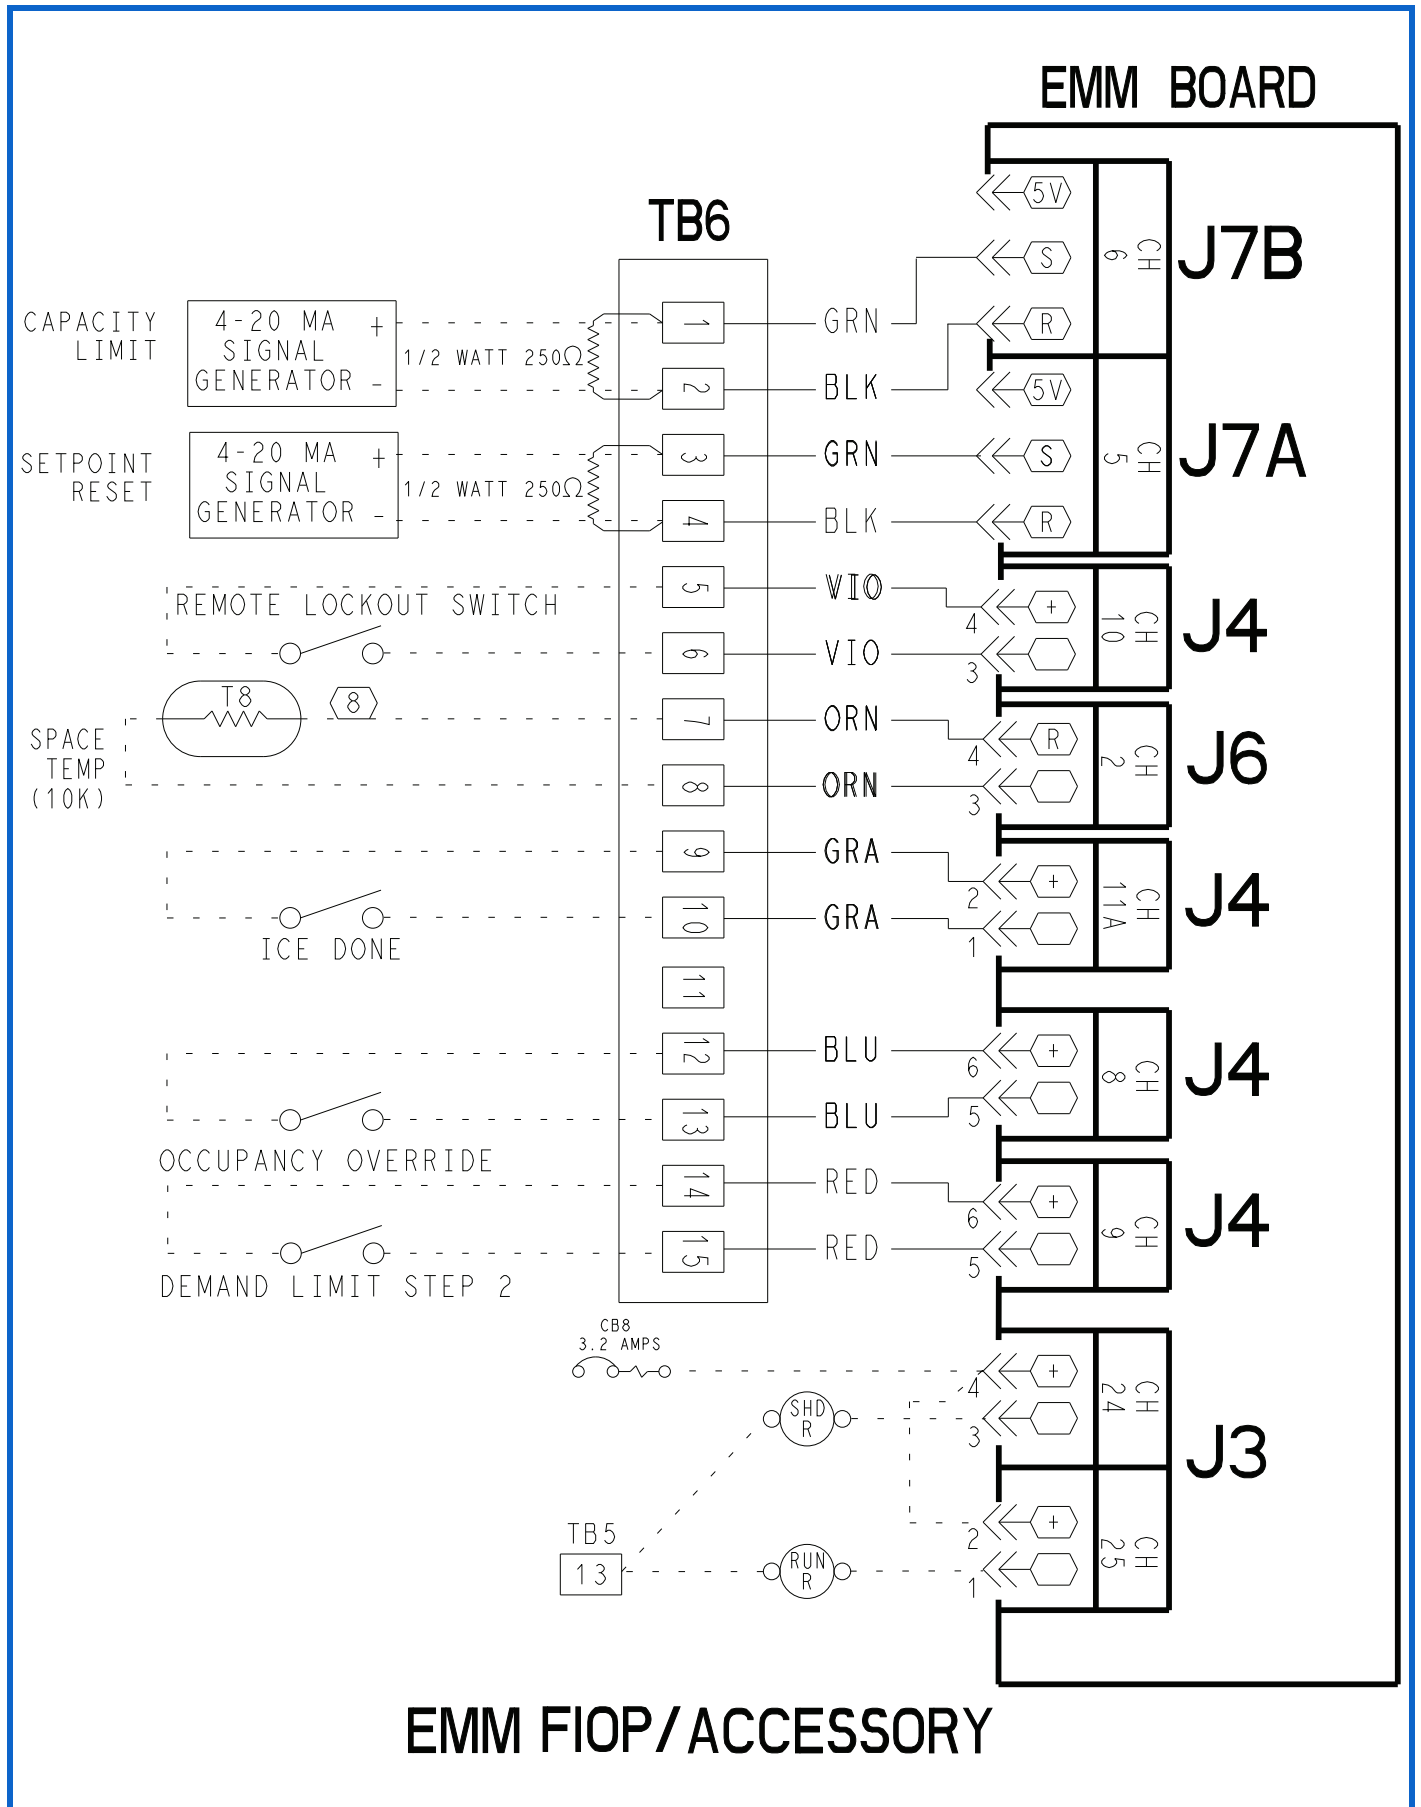 EMM BOARD
TB6
5V
S
R
CH 6
J7B
CAPACITY
LIMIT
4-20 MA
SIGNAL
GENERATOR
+
-
1/2 WATT 250Ω
1
GRN
2
BLK
5V
S
R
CH 5
J7A
SETPOINT
RESET
4-20 MA
SIGNAL
GENERATOR
+
-
1/2 WATT 250Ω
3
GRN
4
BLK
REMOTE LOCKOUT SWITCH
5
VIO
4
+
6
VIO
3
CH 10
J4
T8
8
SPACE
TEMP
(10K)
7
ORN
4
R
8
ORN
3
CH 2
J6
9
GRA
2
+
10
GRA
1
CH 11A
J4
ICE DONE
11
12
BLU
6
+
13
BLU
5
CH 8
J4
OCCUPANCY OVERRIDE
14
RED
6
+
15
RED
5
CH 9
J4
DEMAND LIMIT STEP 2
CB8
3.2 AMPS
4
+
SHD
R
3
CH 24
J3
2
+
TB5
13
RUN
R
1
CH 25
EMM FIOP/ACCESSORY